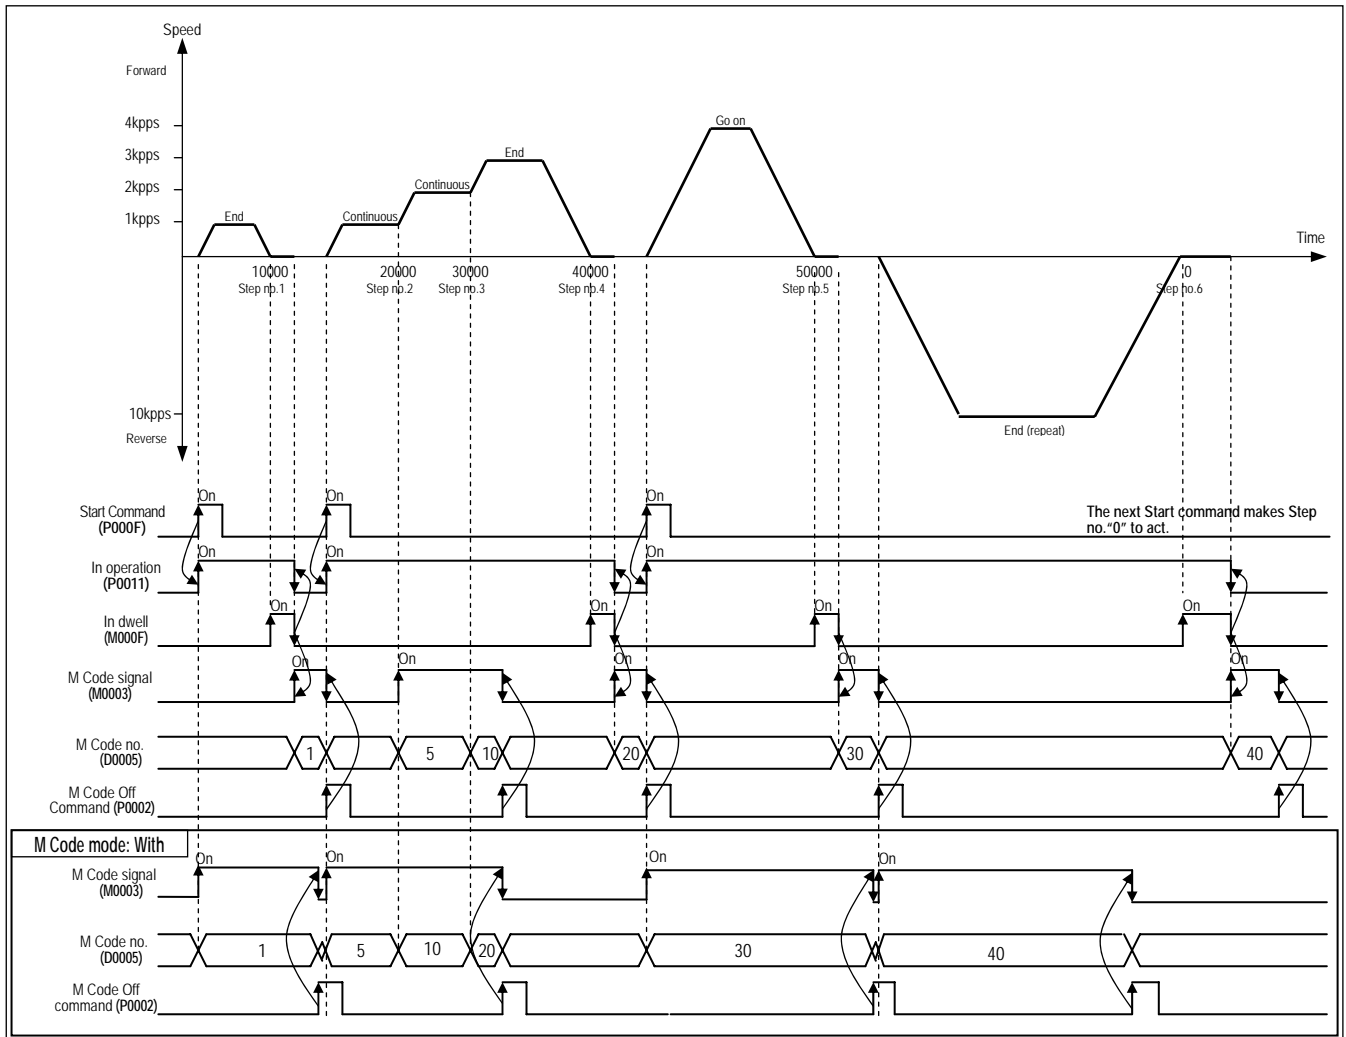 Speed
Forward
4kpps
3kpps
2kpps
1kpps
10kpps
Reverse
End
Continuous
Continuous
End
Go on
End (repeat)
Time
10000
Step no.1
20000
Step no.2
30000
Step no.3
40000
Step no.4
50000
Step no.5
0
Step no.6
Start Command
(P000F)
On
On
On
The next Start command makes Step
no.“0” to act.
In operation
(P0011)
On
On
On
In dwell
(M000F)
On
On
On
On
M Code signal
(M0003)
On
On
On
On
On
M Code no.
(D0005)
1
5
10
20
30
40
M Code Off
Command (P0002)
M Code mode: With
M Code signal
(M0003)
On
On
On
On
M Code no.
(D0005)
1
5
10
20
30
40
M Code Off
command (P0002)